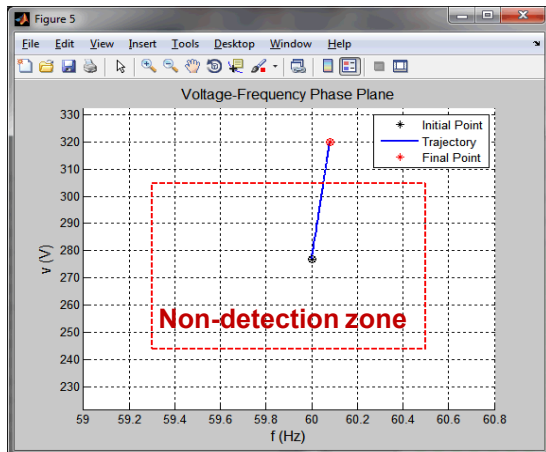 Figure 5
File Edit View Insert Tools Desktop Window Help
Voltage-Frequency Phase Plane
330
320
310
300
290
280
270
260
250
240
230
v (V)
Initial Point
Trajectory
Final Point
Non-detection zone
59 59.2 59.4 59.6 59.8 60 60.2 60.4 60.6 60.8
f (Hz)